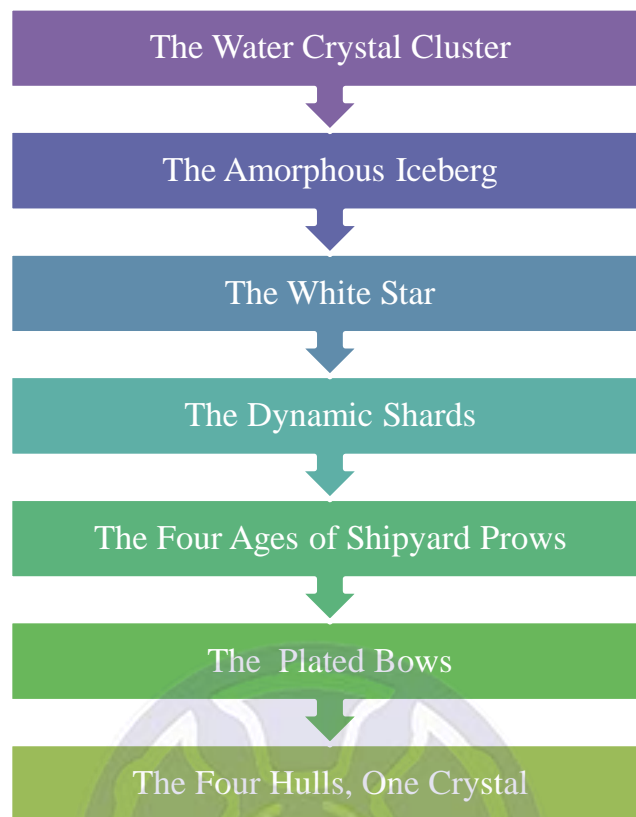 The Water Crystal Cluster
The Amorphous Iceberg
The White Star
The Dynamic Shards
The Four Ages of Shipyard Prows
The Plated Bows
The Four Hulls, One Crystal